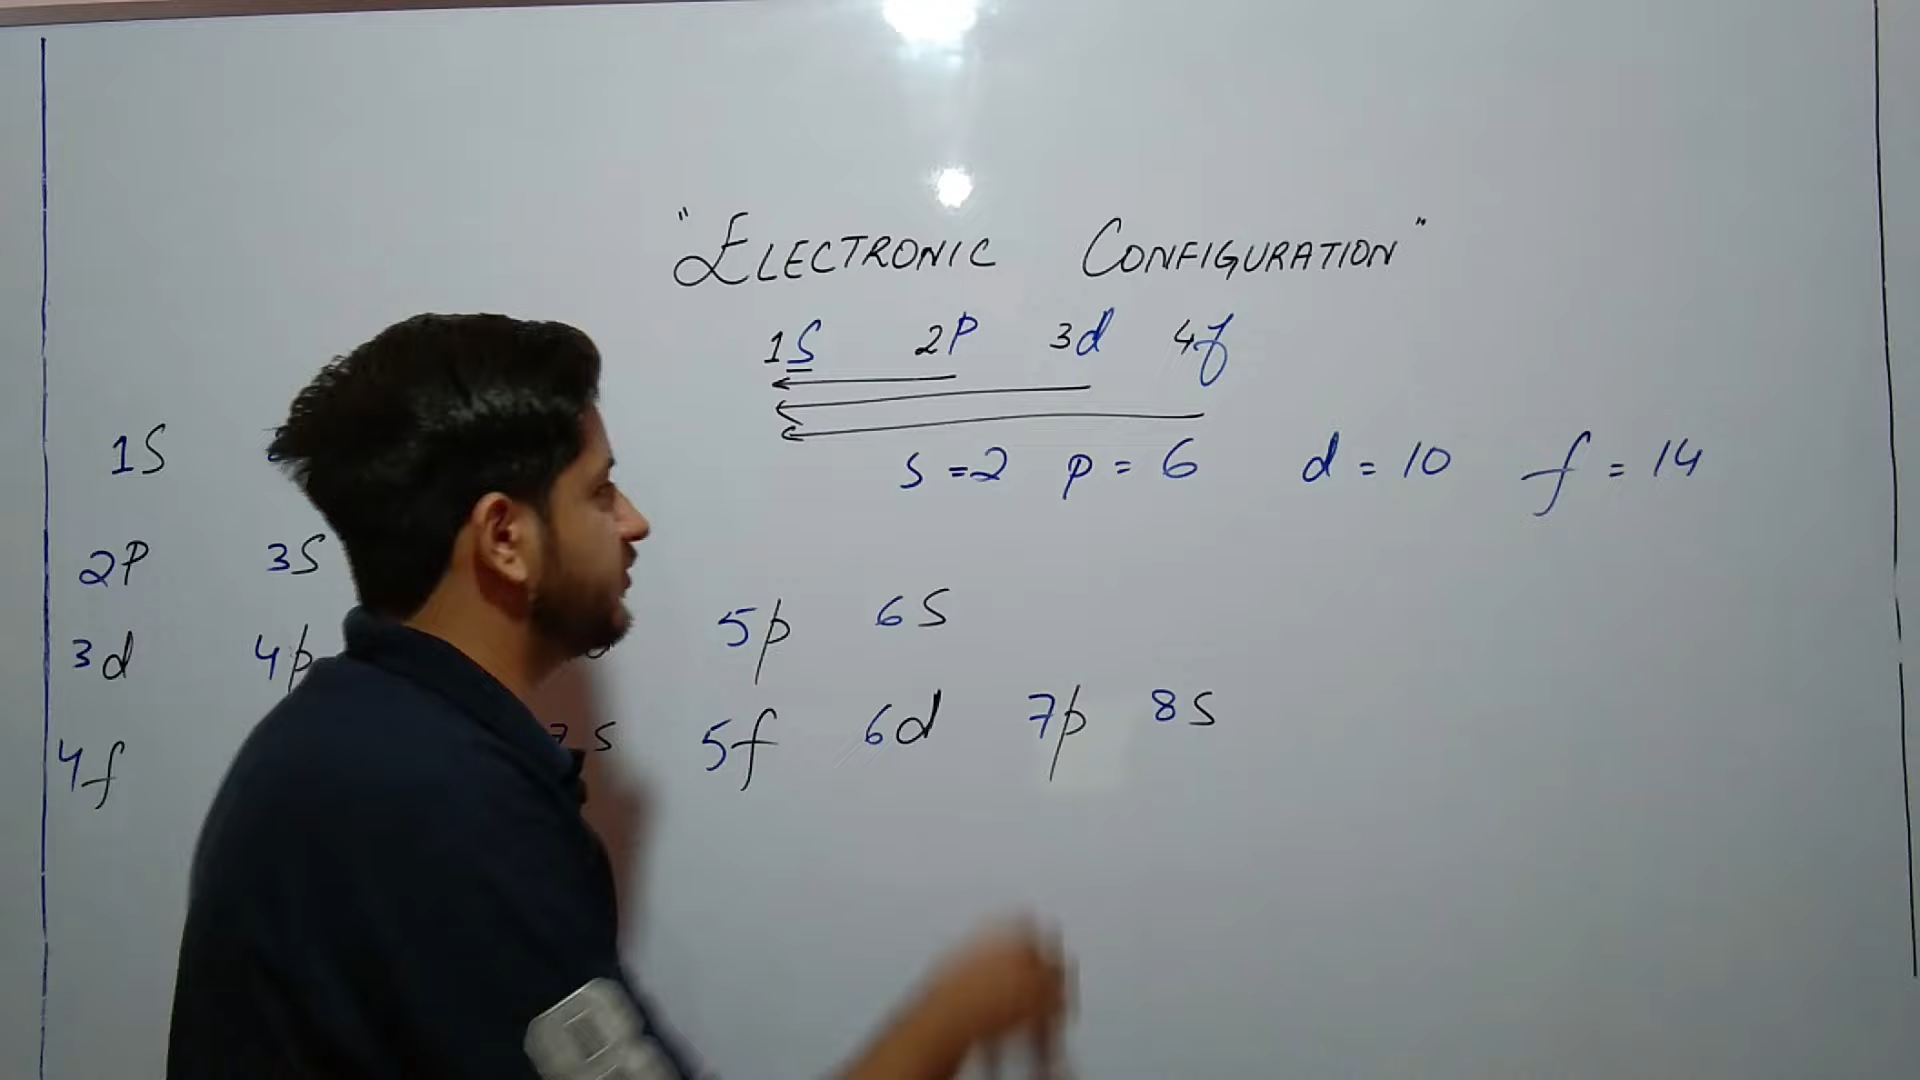 "ELECTRONIC CONFIGURATION"
1S 2P 3d 4f
S = 2 p = 6 d = 10 f = 14
1S
2P 3S
3d 4p 5p 6S
4f 7S 5f 6d 7p 8S